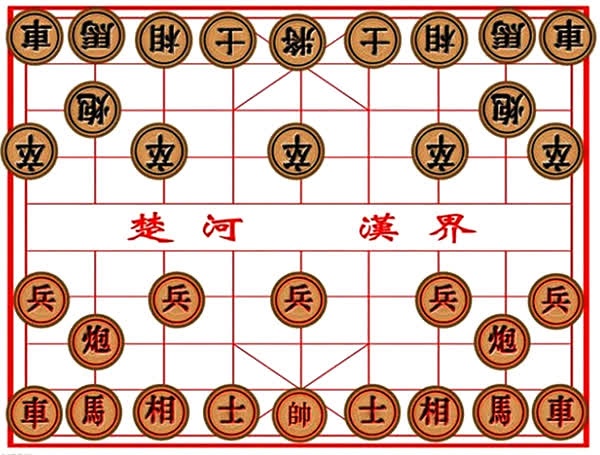 車 馬 相 士 將 士 相 馬 車
炮 炮
卒 卒 卒 卒 卒
楚 河 漢 界
兵 兵 兵 兵 兵
炮 炮
車 馬 相 士 帥 士 相 馬 車